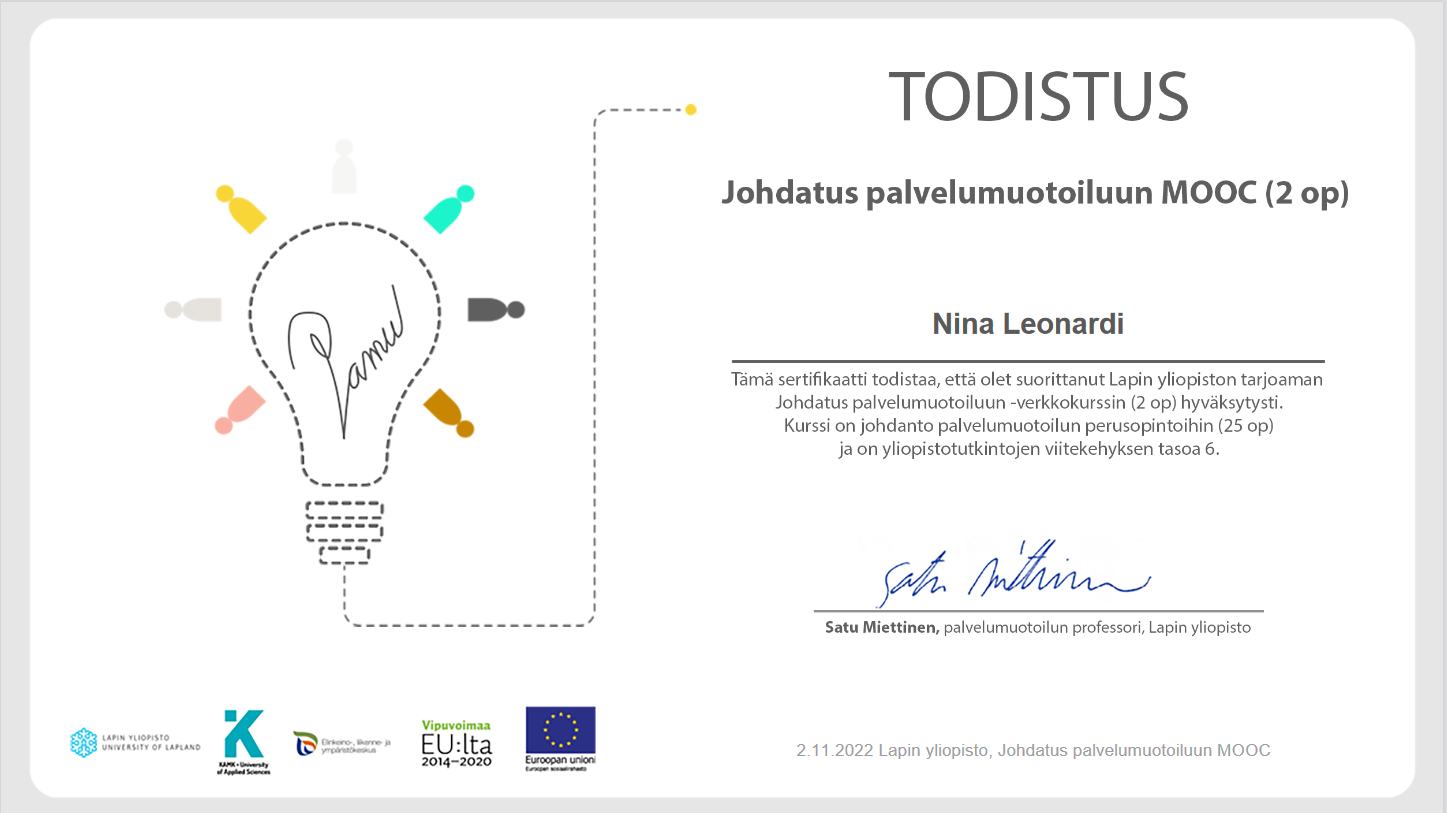 TODISTUS
Johdatus palvelumuotoiluun MOOC (2 op)
Pamu
Nina Leonardi
Tämä sertifikaatti todistaa, että olet suorittanut Lapin yliopiston tarjoaman
Johdatus palvelumuotoiluun -verkkokurssin (2 op) hyväksytysti.
Kurssi on johdanto palvelumuotoilun perusopintoihin (25 op)
ja on yliopistotutkintojen viitekehyksen tasoa 6.
Satu Miettinen
Satu Miettinen, palvelumuotoilun professori, Lapin yliopisto
LAPIN YLIOPISTO
UNIVERSITY OF LAPLAND
K
KAMK • University
of Applied Sciences
Elinkeino-, liikenne- ja
ympäristökeskus
Vipuvoimaa
EU:lta
2014–2020
Euroopan unioni
Euroopan sosiaalirahasto
2.11.2022 Lapin yliopisto, Johdatus palvelumuotoiluun MOOC